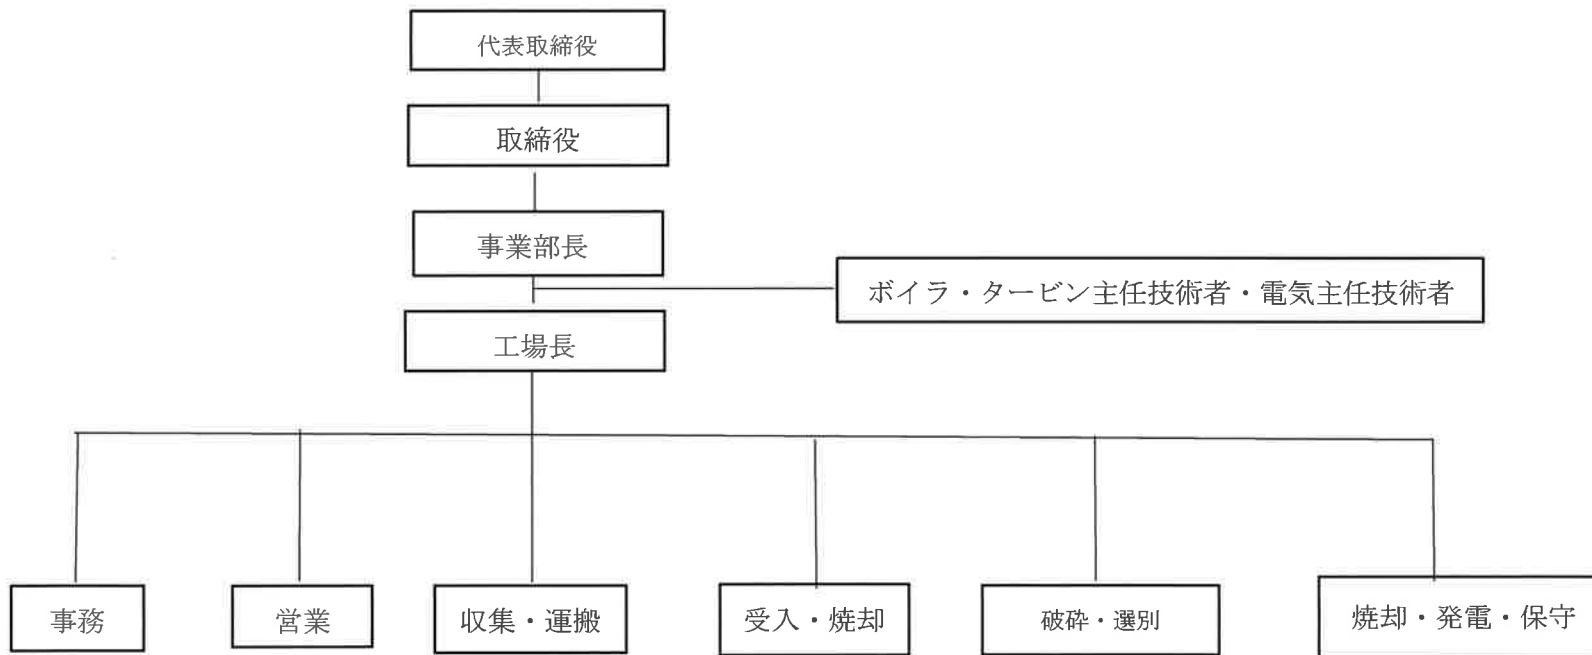 代表取締役
取締役
事業部長
ボイラ・タービン主任技術者・電気主任技術者
工場長
事務
営業
収集・運搬
受入・焼却
破砕・選別
焼却・発電・保守